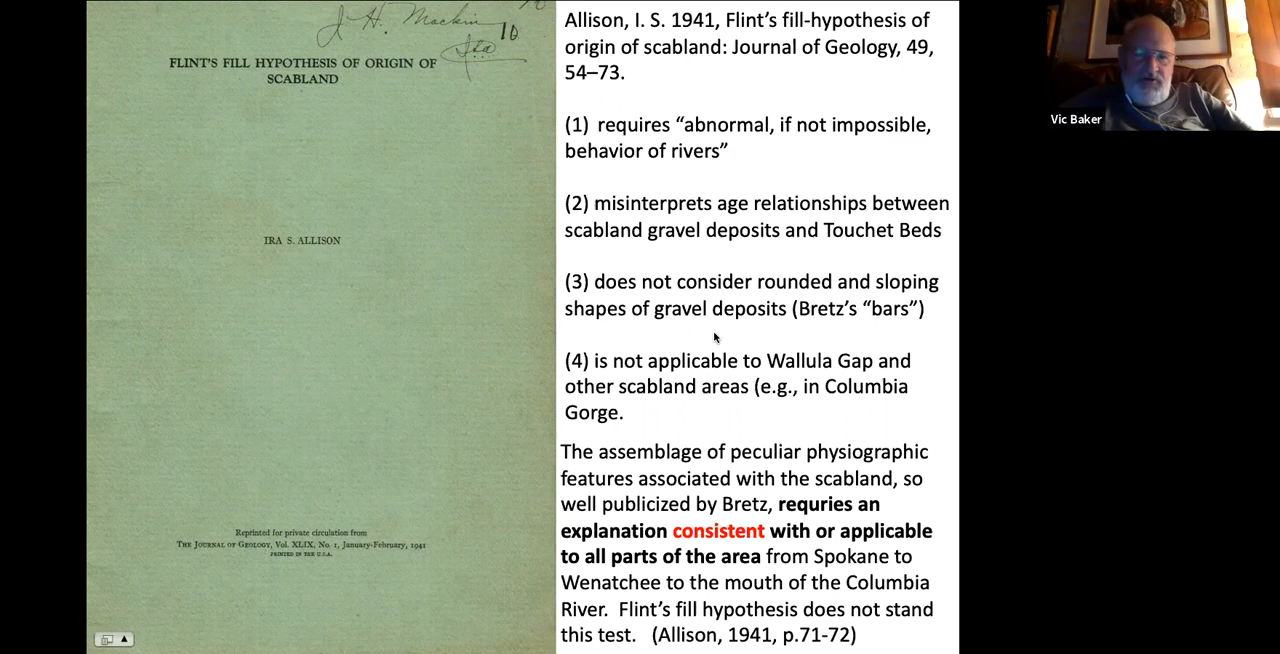 J. H. Mackin
10
FLINT'S FILL HYPOTHESIS OF ORIGIN OF
SCABLAND
IRA S. ALLISON
Reprinted for private circulation from
THE JOURNAL OF GEOLOGY, Vol. XLIX, No. 1, January-February, 1941
PRINTED IN THE U.S.A.
Allison, I. S. 1941, Flint's fill-hypothesis of
origin of scabland: Journal of Geology, 49,
54–73.
(1) requires “abnormal, if not impossible,
behavior of rivers”
(2) misinterprets age relationships between
scabland gravel deposits and Touchet Beds
(3) does not consider rounded and sloping
shapes of gravel deposits (Bretz's “bars”)
(4) is not applicable to Wallula Gap and
other scabland areas (e.g., in Columbia
Gorge.
The assemblage of peculiar physiographic
features associated with the scabland, so
well publicized by Bretz, requries an
explanation consistent with or applicable
to all parts of the area from Spokane to
Wenatchee to the mouth of the Columbia
River. Flint's fill hypothesis does not stand
this test. (Allison, 1941, p.71-72)
Vic Baker